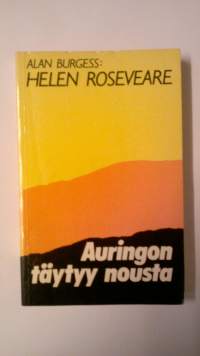 ALAN BURGESS:
HELEN ROSEVEARE
Auringon
täytyy nousta